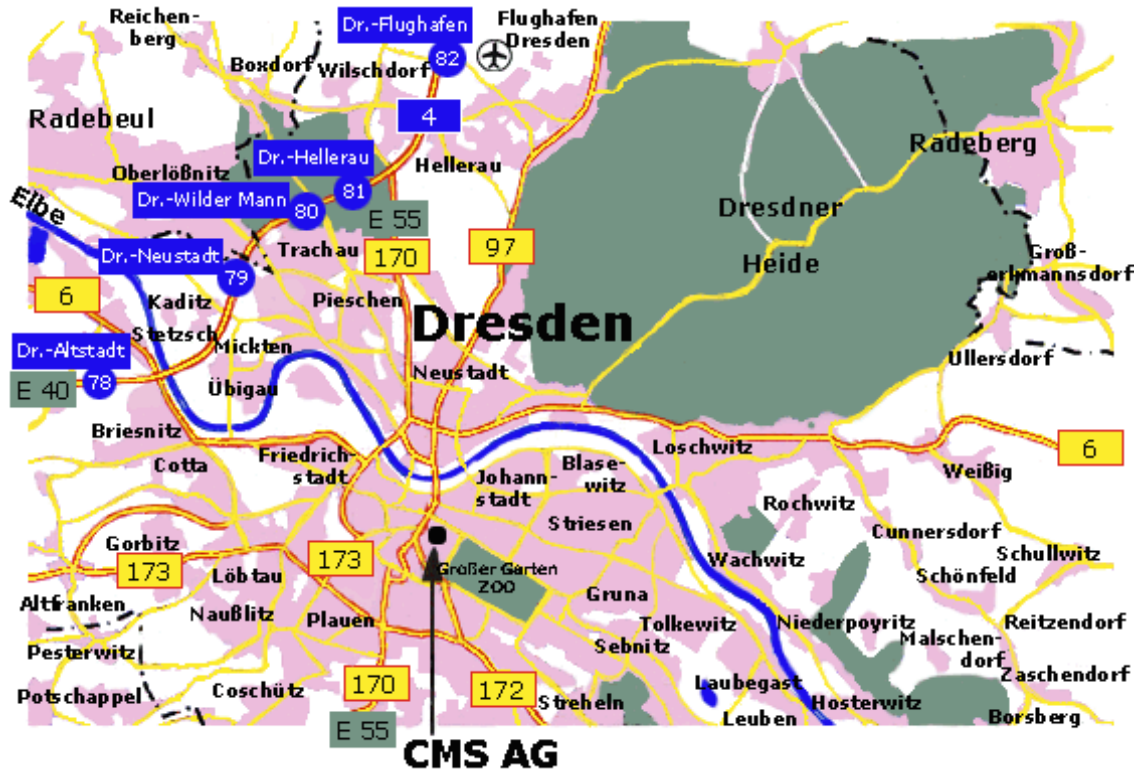 Reichen-
berg
Dr.-Flughafen
Flughafen
Dresden
82
Boxdorf
Wilschdorf
4
Radebeul
Radeberg
Dr.-Hellerau
Hellerau
Oberlößnitz
81
Dr.-Wilder Mann
80
Elbe
E 55
Dresdner
Heide
Trachau
170
97
Dr.-Neustadt
79
Groß-
erkmannsdorf
6
Kaditz
Pieschen
Dresden
Stetzsch
Mickten
Dr.-Altstadt
78
E 40
Neustadt
Ullersdorf
Übigau
Briesnitz
Cotta
Friedrich-
stadt
Johann-
stadt
Blase-
witz
Loschwitz
6
Weißig
Rochwitz
Striesen
Cunnersdorf
Gorbitz
173
173
Löbtau
Großer Garten
ZOO
Wachwitz
Schullwitz
Schönfeld
Altfranken
Naußlitz
Plauen
Gruna
Tolkewitz
Niederpoyritz
Reitzendorf
Pesterwitz
Sebnitz
Malschen-
dorf
Zaschendorf
Potschappel
Coschütz
170
172
Streheln
Laubegast
Hosterwitz
Leuben
Borsberg
E 55
CMS AG